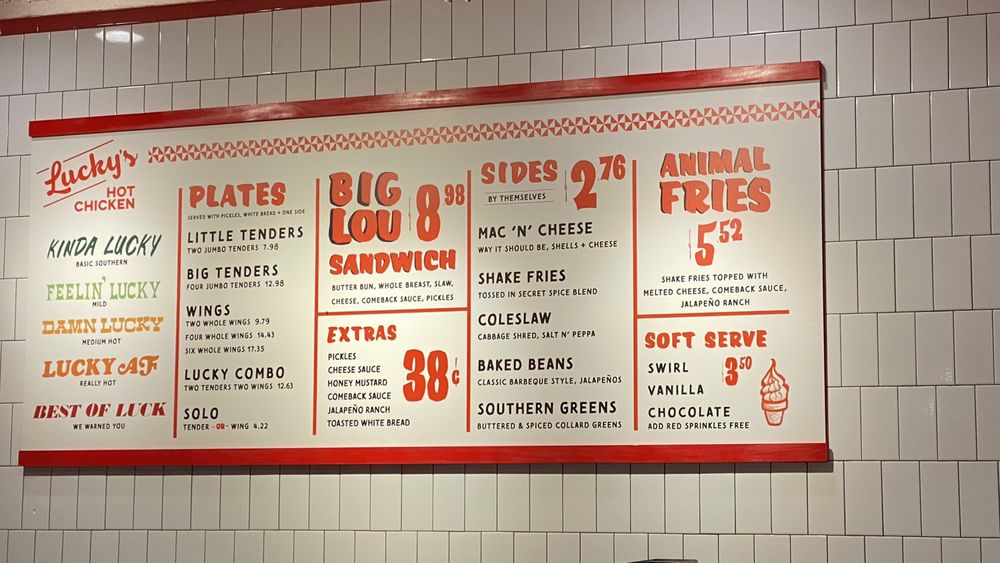 Lucky's
HOT
CHICKEN
KINDA LUCKY
BASIC SOUTHERN
FEELIN' LUCKY
MILD
DAMN LUCKY
MEDIUM HOT
LUCKY AF
REALLY HOT
BEST OF LUCK
WE WARNED YOU
PLATES
SERVED WITH PICKLES, WHITE BREAD + ONE SIDE
LITTLE TENDERS
TWO JUMBO TENDERS 7.98
BIG TENDERS
FOUR JUMBO TENDERS 12.98
WINGS
TWO WHOLE WINGS 9.79
FOUR WHOLE WINGS 14.43
SIX WHOLE WINGS 17.35
LUCKY COMBO
TWO TENDERS TWO WINGS 12.63
SOLO
TENDER -OR- WING 4.22
BIG
LOU
8 98
SANDWICH
BUTTER BUN, WHOLE BREAST, SLAW,
CHEESE, COMEBACK SAUCE, PICKLES
EXTRAS
PICKLES
CHEESE SAUCE
HONEY MUSTARD
COMEBACK SAUCE
JALAPEÑO RANCH
TOASTED WHITE BREAD
38¢
SIDES
BY THEMSELVES
2 76
MAC 'N' CHEESE
WAY IT SHOULD BE, SHELLS + CHEESE
SHAKE FRIES
TOSSED IN SECRET SPICE BLEND
COLESLAW
CABBAGE SHRED, SALT N' PEPPA
BAKED BEANS
CLASSIC BARBEQUE STYLE, JALAPEÑOS
SOUTHERN GREENS
BUTTERED & SPICED COLLARD GREENS
ANIMAL
FRIES
5.52
SHAKE FRIES TOPPED WITH
MELTED CHEESE, COMEBACK SAUCE,
JALAPEÑO RANCH
SOFT SERVE
SWIRL
VANILLA
CHOCOLATE
3 50
ADD RED SPRINKLES FREE